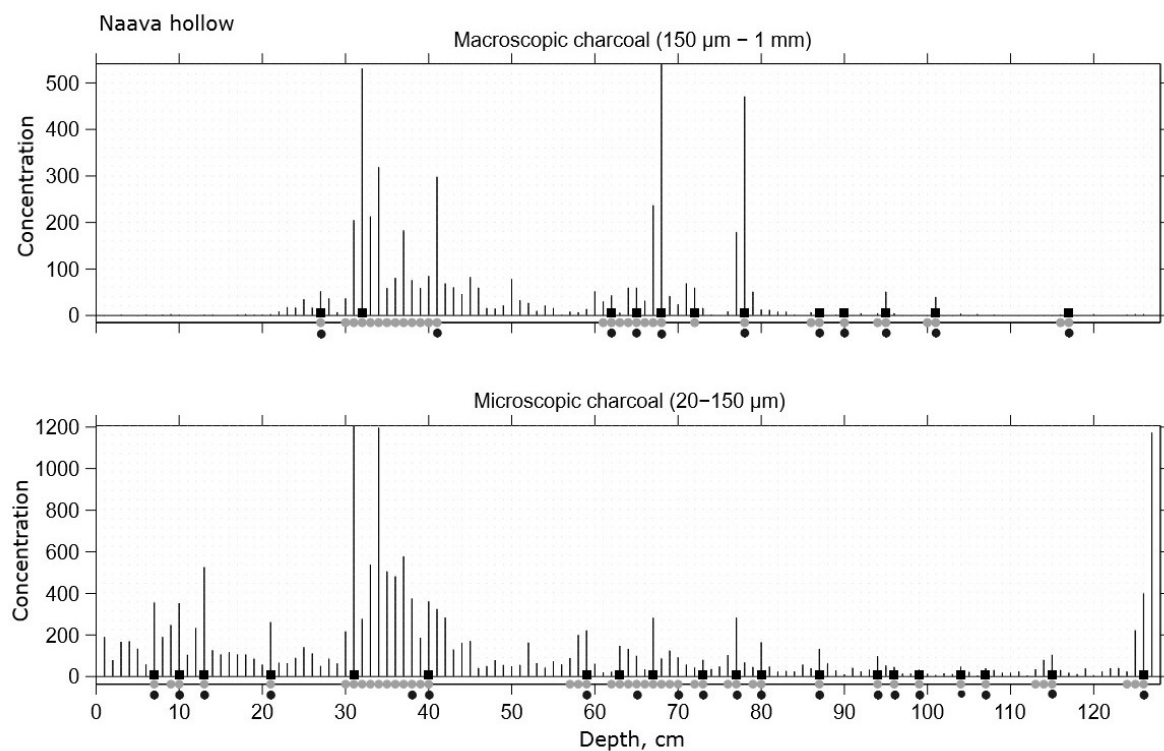 Naava hollow
Macroscopic charcoal (150 µm − 1 mm)
500
400
300
200
100
0
Concentration
Microscopic charcoal (20−150 µm)
1200
1000
800
600
400
200
0
Concentration
0 10 20 30 40 50 60 70 80 90 100 110 120
Depth, cm